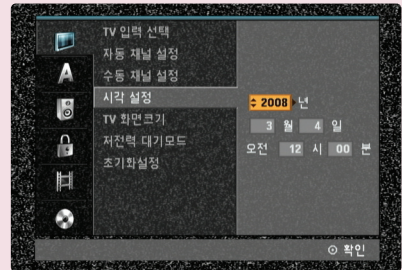 TV 입력 선택
자동 채널 설정
수동 채널 설정
시각 설정
TV 화면크기
저전력 대기모드
초기화설정
2008 년
3 월 4 일
오전 12 시 00 분
A
확인